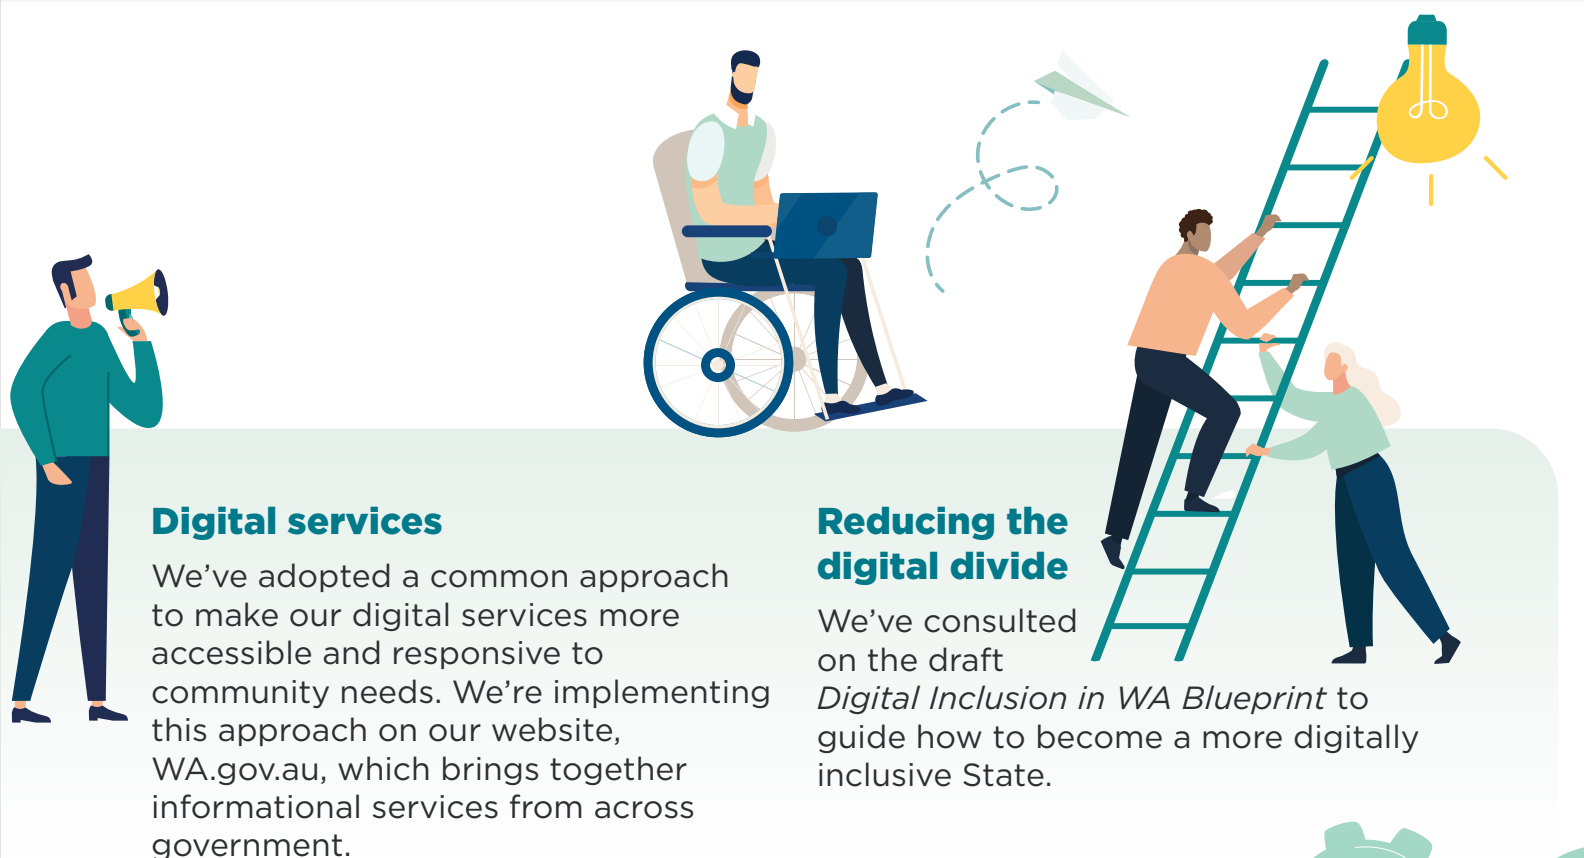 Digital services
We’ve adopted a common approach
to make our digital services more
accessible and responsive to
community needs. We’re implementing
this approach on our website,
WA.gov.au, which brings together
informational services from across
government.
Reducing the
digital divide
We’ve consulted
on the draft
Digital Inclusion in WA Blueprint to
guide how to become a more digitally
inclusive State.